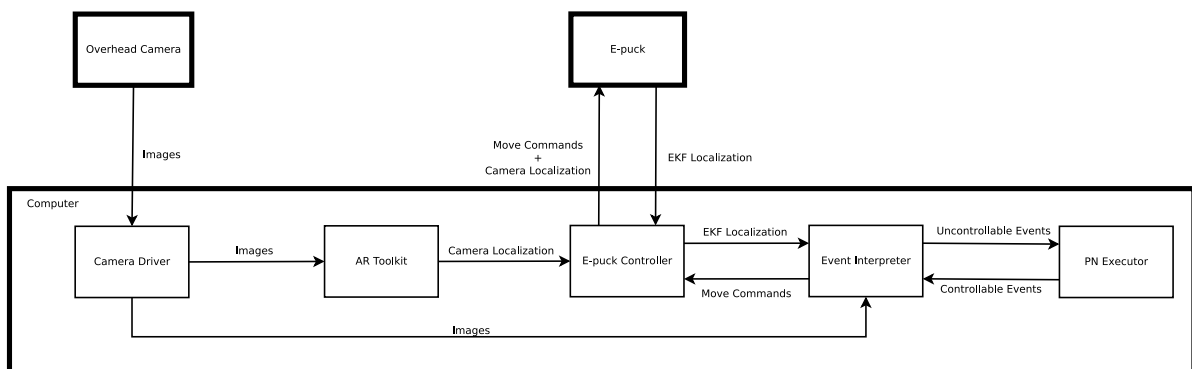 Overhead Camera
E-puck
Images
Move Commands
+
Camera Localization
EKF Localization
Computer
Camera Driver
Images
AR Toolkit
Camera Localization
E-puck Controller
EKF Localization
Move Commands
Event Interpreter
Uncontrollable Events
Controllable Events
PN Executor
Images